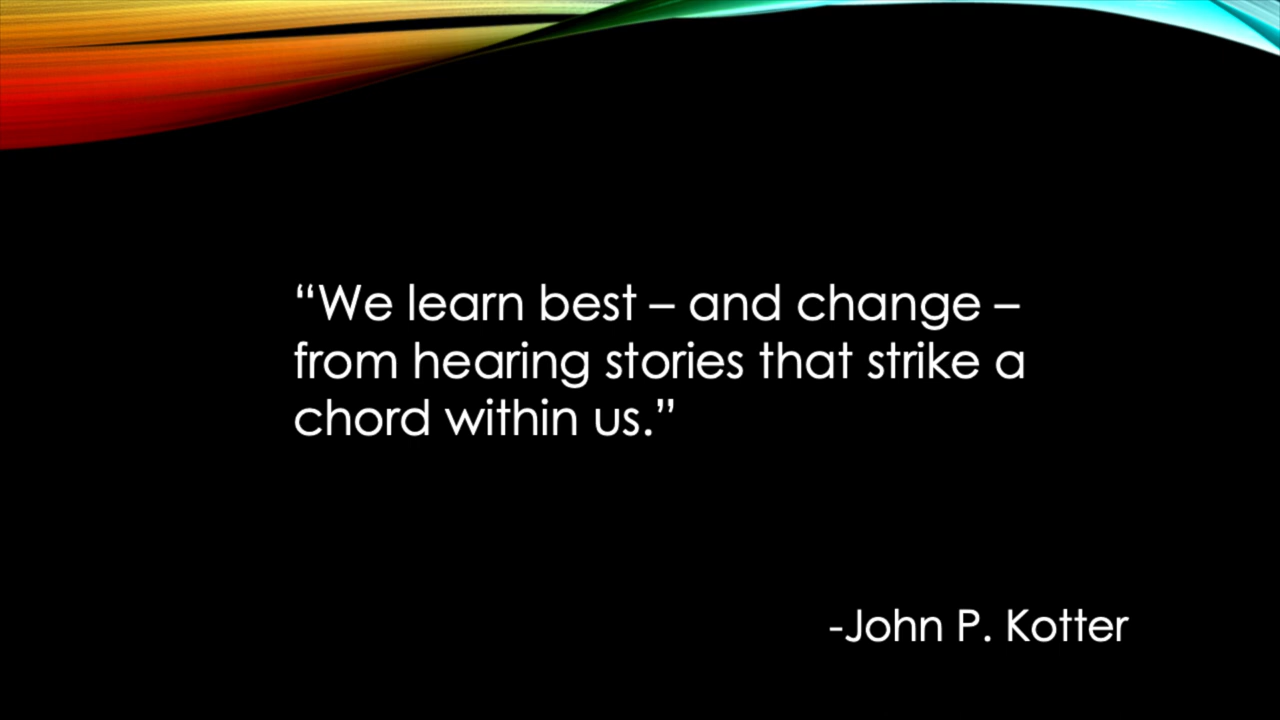 “We learn best – and change –
from hearing stories that strike a
chord within us.”
-John P. Kotter